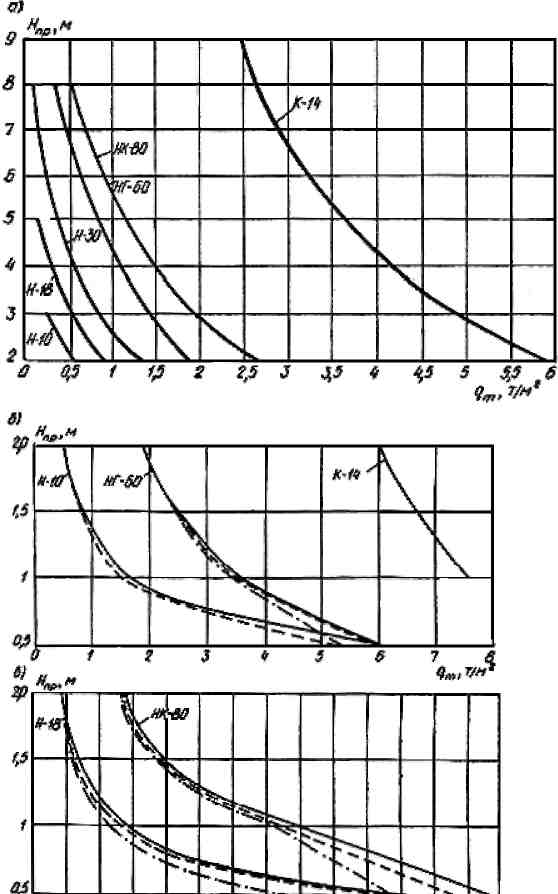 а)
Hпр, м
9
8
7
6
5
4
3
2
К-14
НК-80
НГ-60
Н-30
Н-18
Н-10
0 0,5 1 1,5 2 2,5 3 3,5 4 4,5 5 5,5 6
qт, т/м²
б)
Hпр, м
2,0
1,5
1
0,5
Н-10
НГ-60
К-14
0 1 2 3 4 5 6 7 8
qт, т/м²
Hпр, м
2,0
1,5
1
0,5
Н-18
НК-80